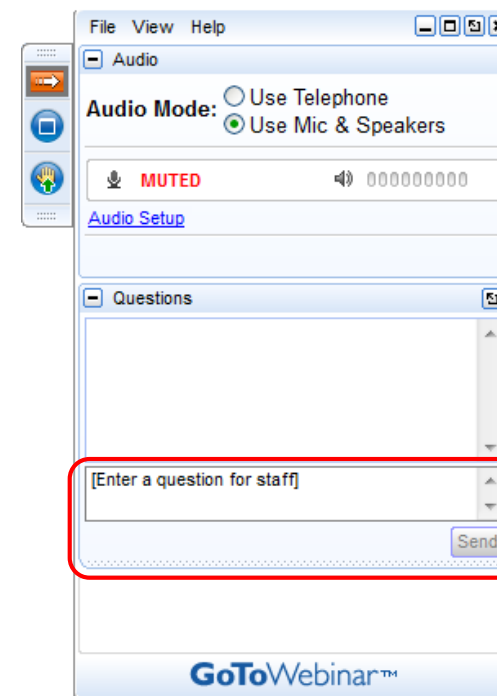 File View Help
Audio
Audio Mode: Use Telephone
Use Mic & Speakers
MUTED 000000000
Audio Setup
Questions
[Enter a question for staff]
Send
GoToWebinar™